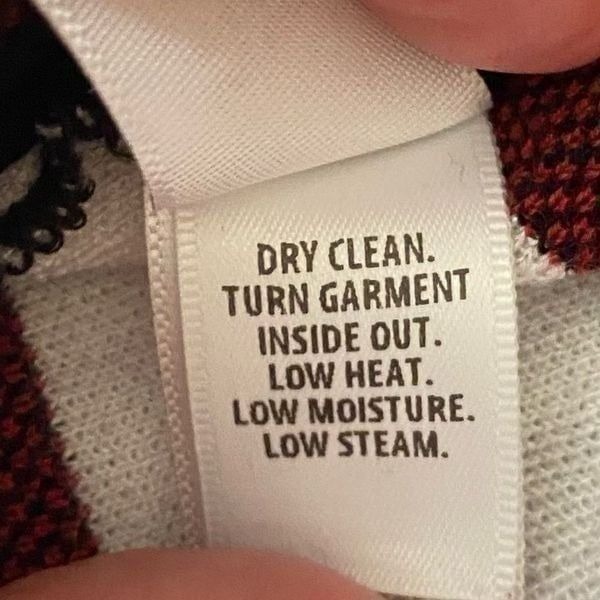 DRY CLEAN.
TURN GARMENT
INSIDE OUT.
LOW HEAT.
LOW MOISTURE.
LOW STEAM.